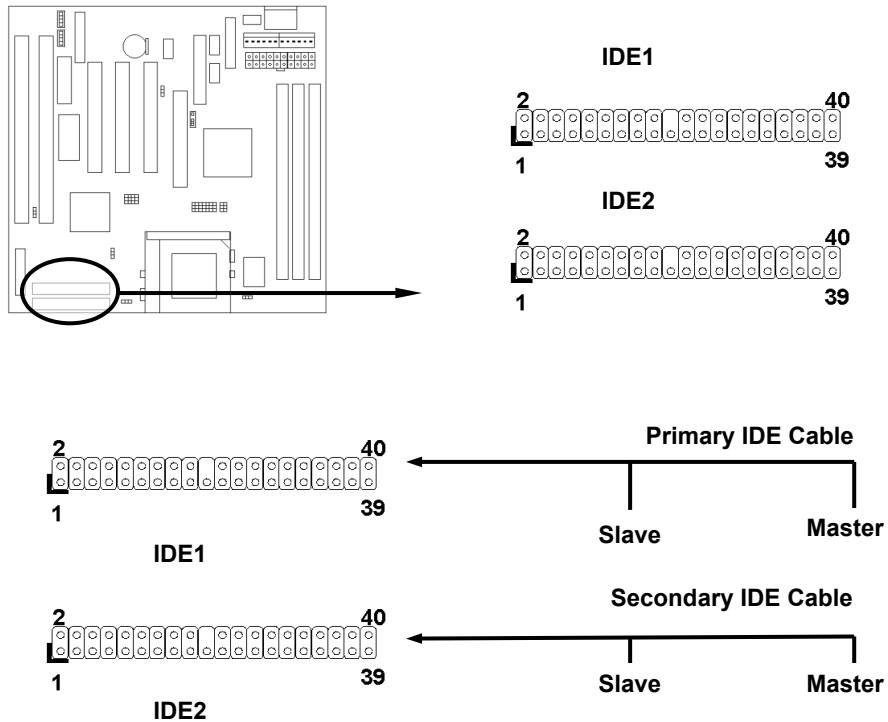 IDE1
2 40
1 39
IDE2
2 40
1 39
2 40
1 39
IDE1
Primary IDE Cable
Slave Master
2 40
1 39
IDE2
Secondary IDE Cable
Slave Master